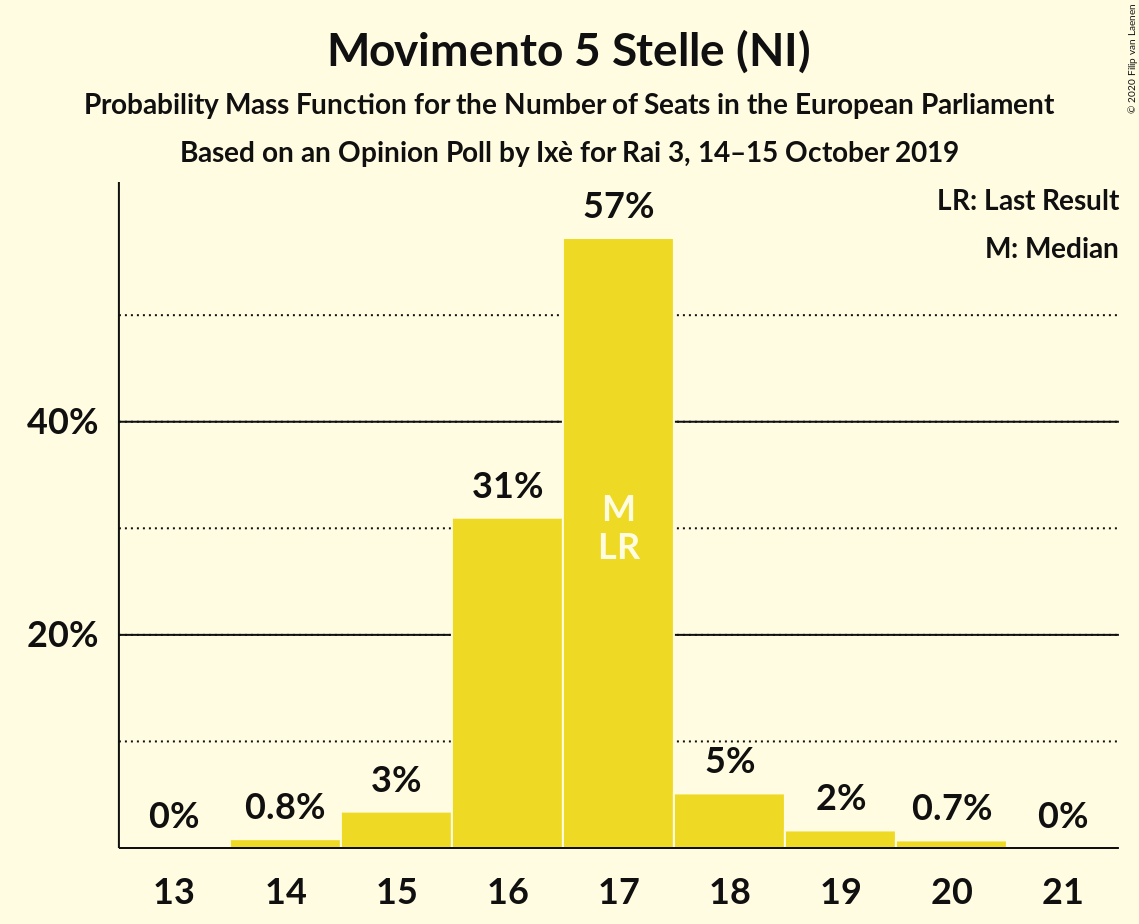 Movimento 5 Stelle (NI)
Probability Mass Function for the Number of Seats in the European Parliament
Based on an Opinion Poll by Ixè for Rai 3, 14–15 October 2019
© 2020 Filip van Laenen
LR: Last Result
M: Median
57%
40%
31%
M
LR
20%
0%
0.8%
3%
5%
2%
0.7%
0%
13
14
15
16
17
18
19
20
21